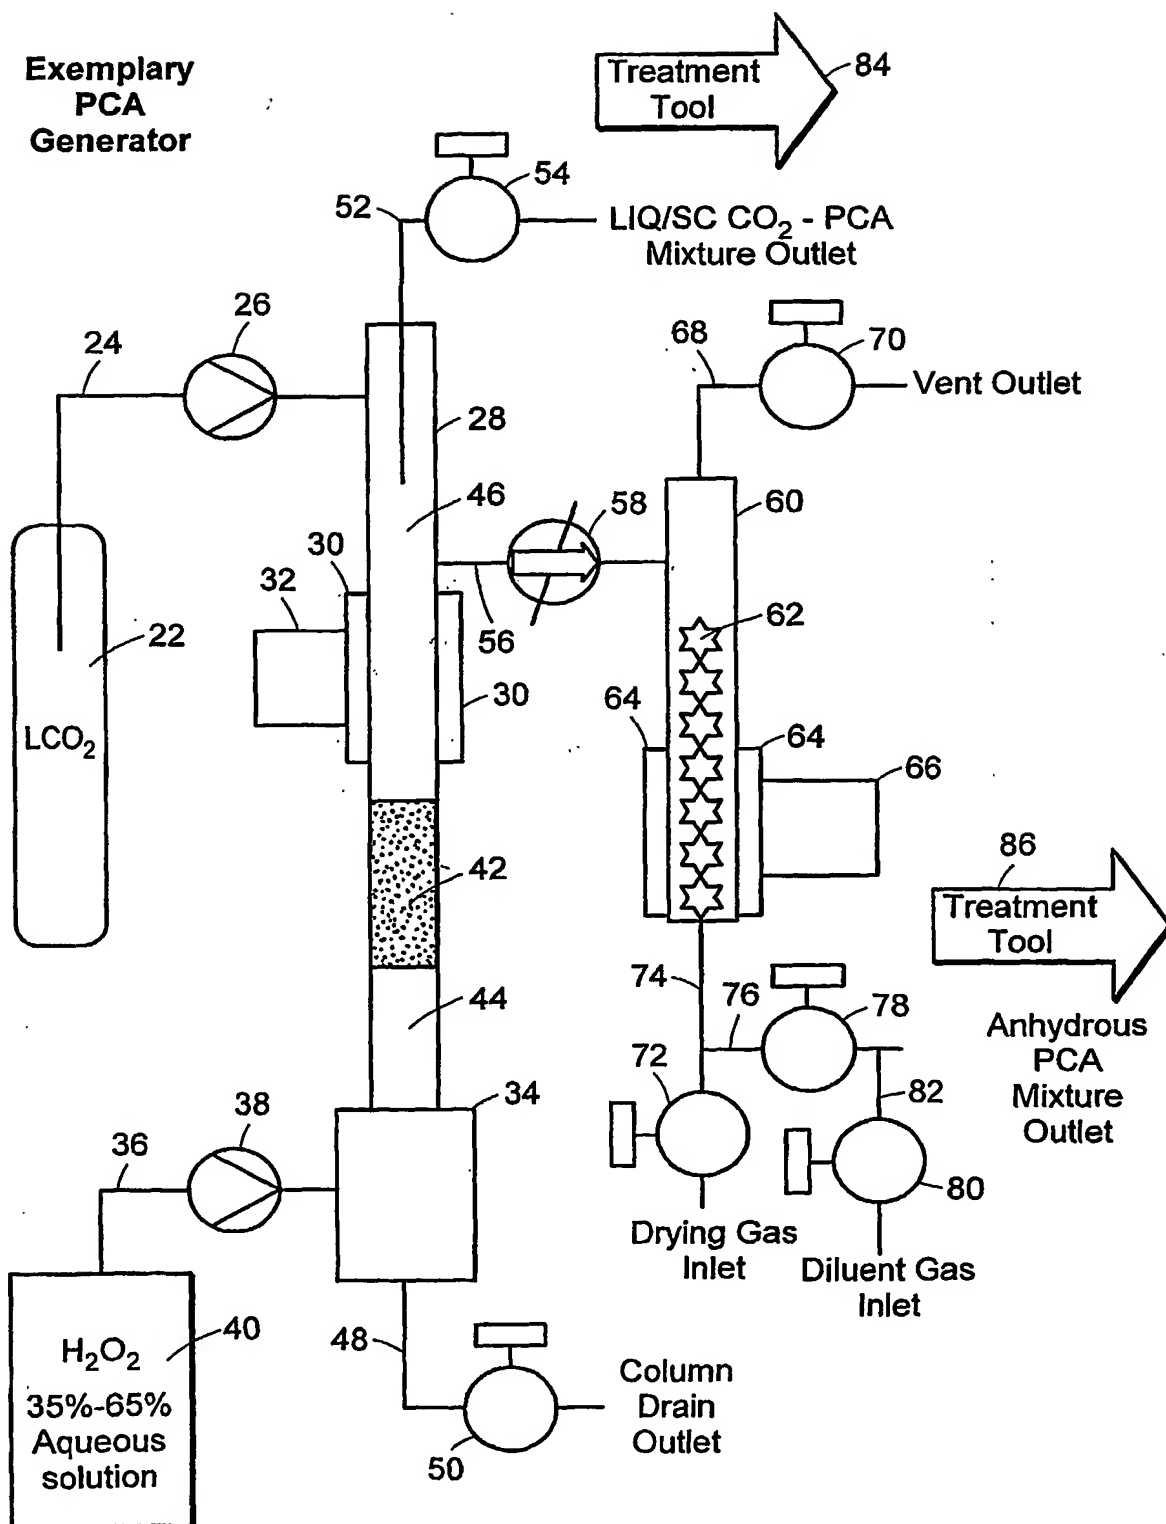 Exemplary
PCA
Generator
Treatment
Tool
84
54
52
LIQ/SC CO₂ - PCA
Mixture Outlet
26
24
68
70
Vent Outlet
28
46
58
60
30
32
56
62
22
30
64
64
66
LCO₂
42
86
Treatment
Tool
74
76
78
44
Anhydrous
PCA
Mixture
Outlet
72
82
34
38
36
80
Drying Gas
Inlet
Diluent Gas
Inlet
40
H₂O₂
35%-65%
Aqueous
solution
48
Column
Drain
Outlet
50